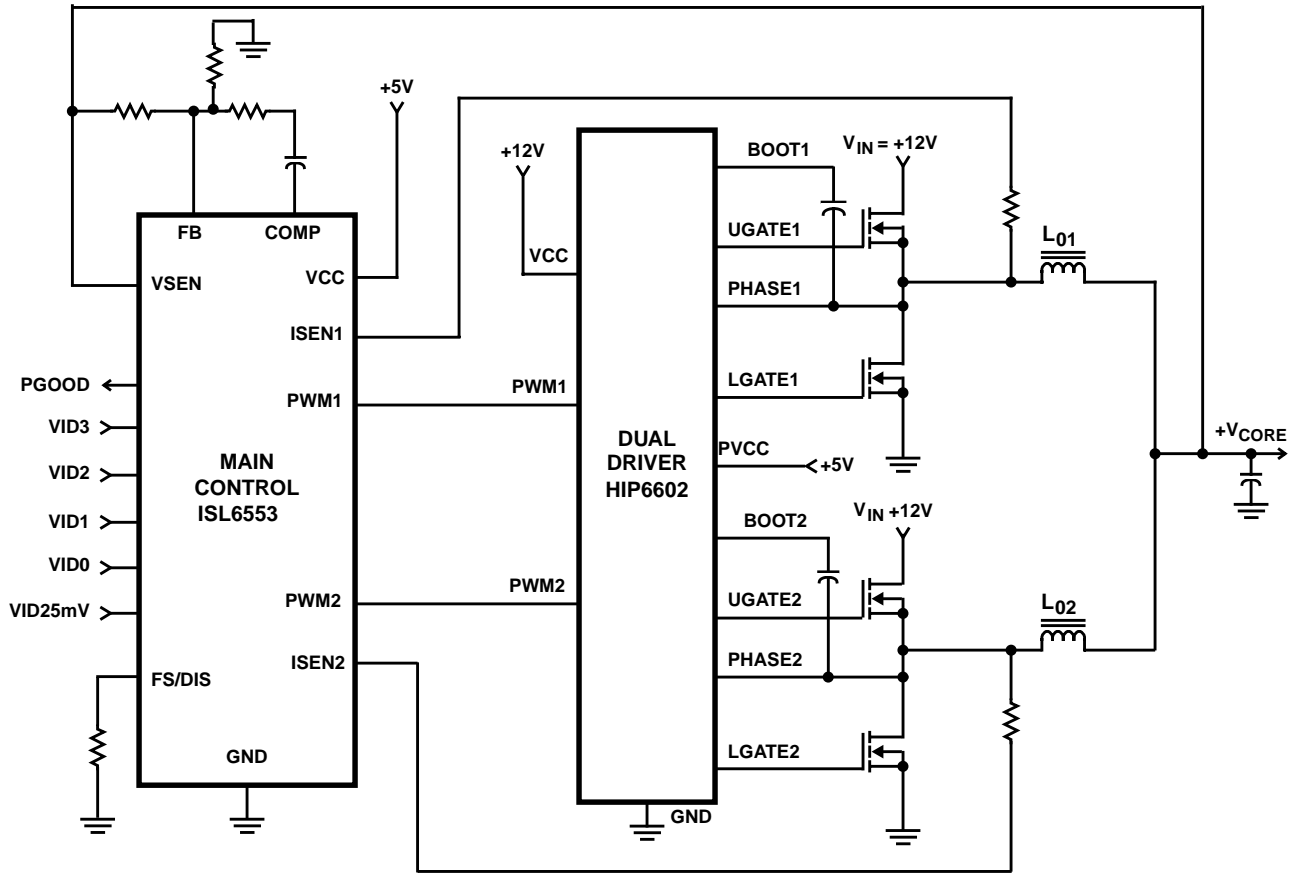 +5V
+12V
BOOT1
VIN = +12V
FB
COMP
UGATE1
L01
VCC
VCC
VSEN
PHASE1
ISEN1
PGOOD
PWM1
PWM1
LGATE1
VID3
+VCORE
DUAL
DRIVER
HIP6602
PVCC
+5V
MAIN
CONTROL
ISL6553
VID2
VID1
BOOT2
VIN +12V
VID0
PWM2
PWM2
UGATE2
VID25mV
L02
ISEN2
PHASE2
FS/DIS
GND
LGATE2
GND